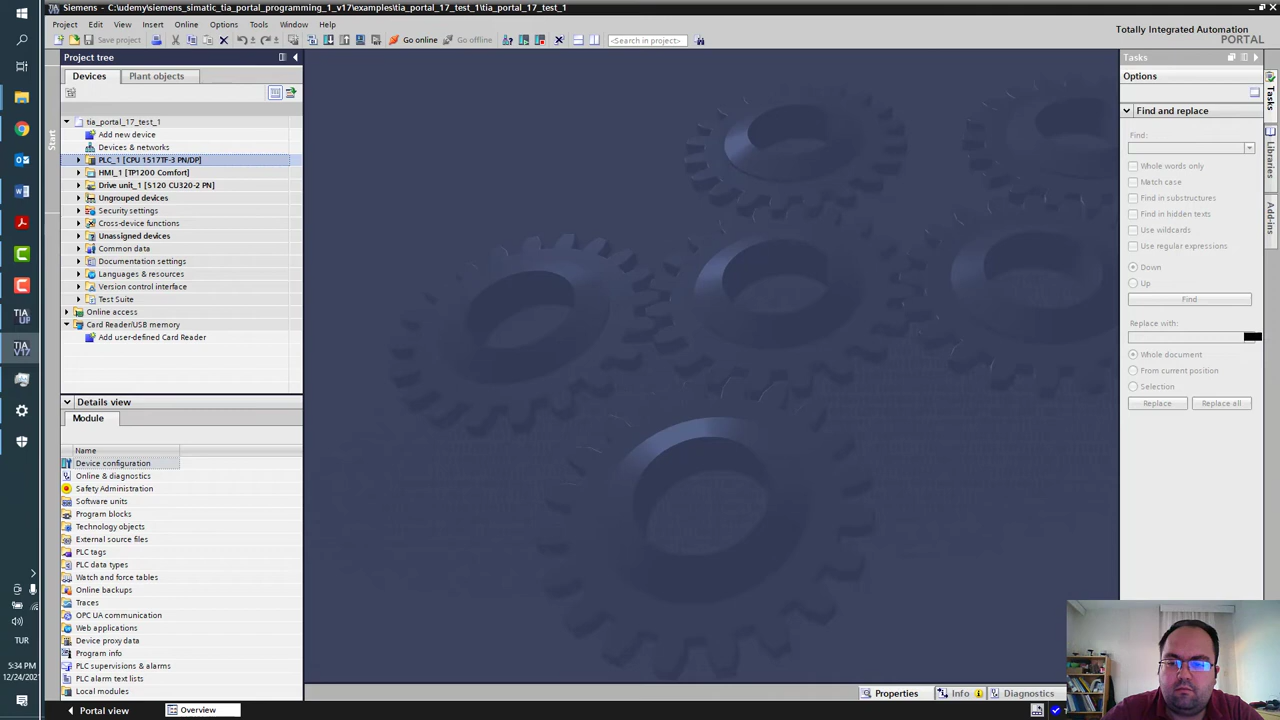 Siemens - C:\udemy\siemens_simatic_tia_portal_programming_1_v17\examples\tia_portal_17_test_1\tia_portal_17_test_1
Project Edit View Insert Online Options Tools Window Help
Totally Integrated Automation
PORTAL
Save project
Go online
Go offline
<Search in project>
Project tree
Devices
Plant objects
tia_portal_17_test_1
Add new device
Devices & networks
PLC_1 [CPU 1517TF-3 PN/DP]
HMI_1 [TP1200 Comfort]
Drive unit_1 [S120 CU320-2 PN]
Ungrouped devices
Security settings
Cross-device functions
Unassigned devices
Common data
Documentation settings
Languages & resources
Version control interface
Test Suite
Online access
Card Reader/USB memory
Add user-defined Card Reader
Start
Details view
Module
Name
Device configuration
Online & diagnostics
Safety Administration
Software units
Program blocks
Technology objects
External source files
PLC tags
PLC data types
Watch and force tables
Online backups
Traces
OPC UA communication
Web applications
Device proxy data
Program info
PLC supervisions & alarms
PLC alarm text lists
Local modules
Tasks
Options
Find and replace
Find:
Whole words only
Match case
Find in substructures
Find in hidden texts
Use wildcards
Use regular expressions
Down
Up
Find
Replace with:
Whole document
From current position
Selection
Replace
Replace all
Tasks
Libraries
Add-ins
Properties
Info
Diagnostics
Portal view
Overview
TIA UP
TIA V17
TUR
5:34 PM